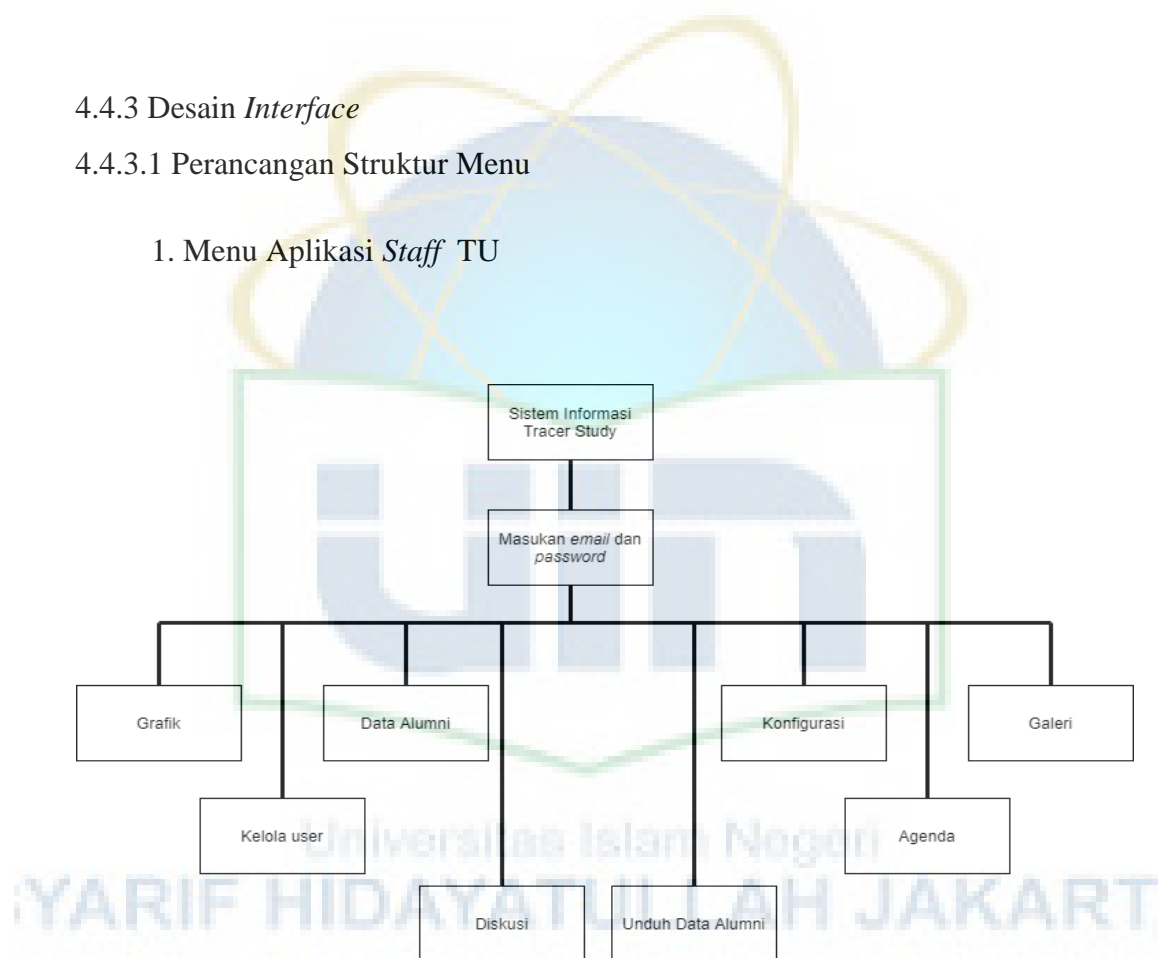 4.4.3 Desain Interface
4.4.3.1 Perancangan Struktur Menu
1. Menu Aplikasi Staff TU
Sistem Informasi
Tracer Study
Masukan email dan
password
Grafik
Data Alumni
Konfigurasi
Galeri
Kelola user
Agenda
Diskusi
Unduh Data Alumni
uin
Universitas Islam Negeri
SYARIF HIDAYATULLAH JAKART